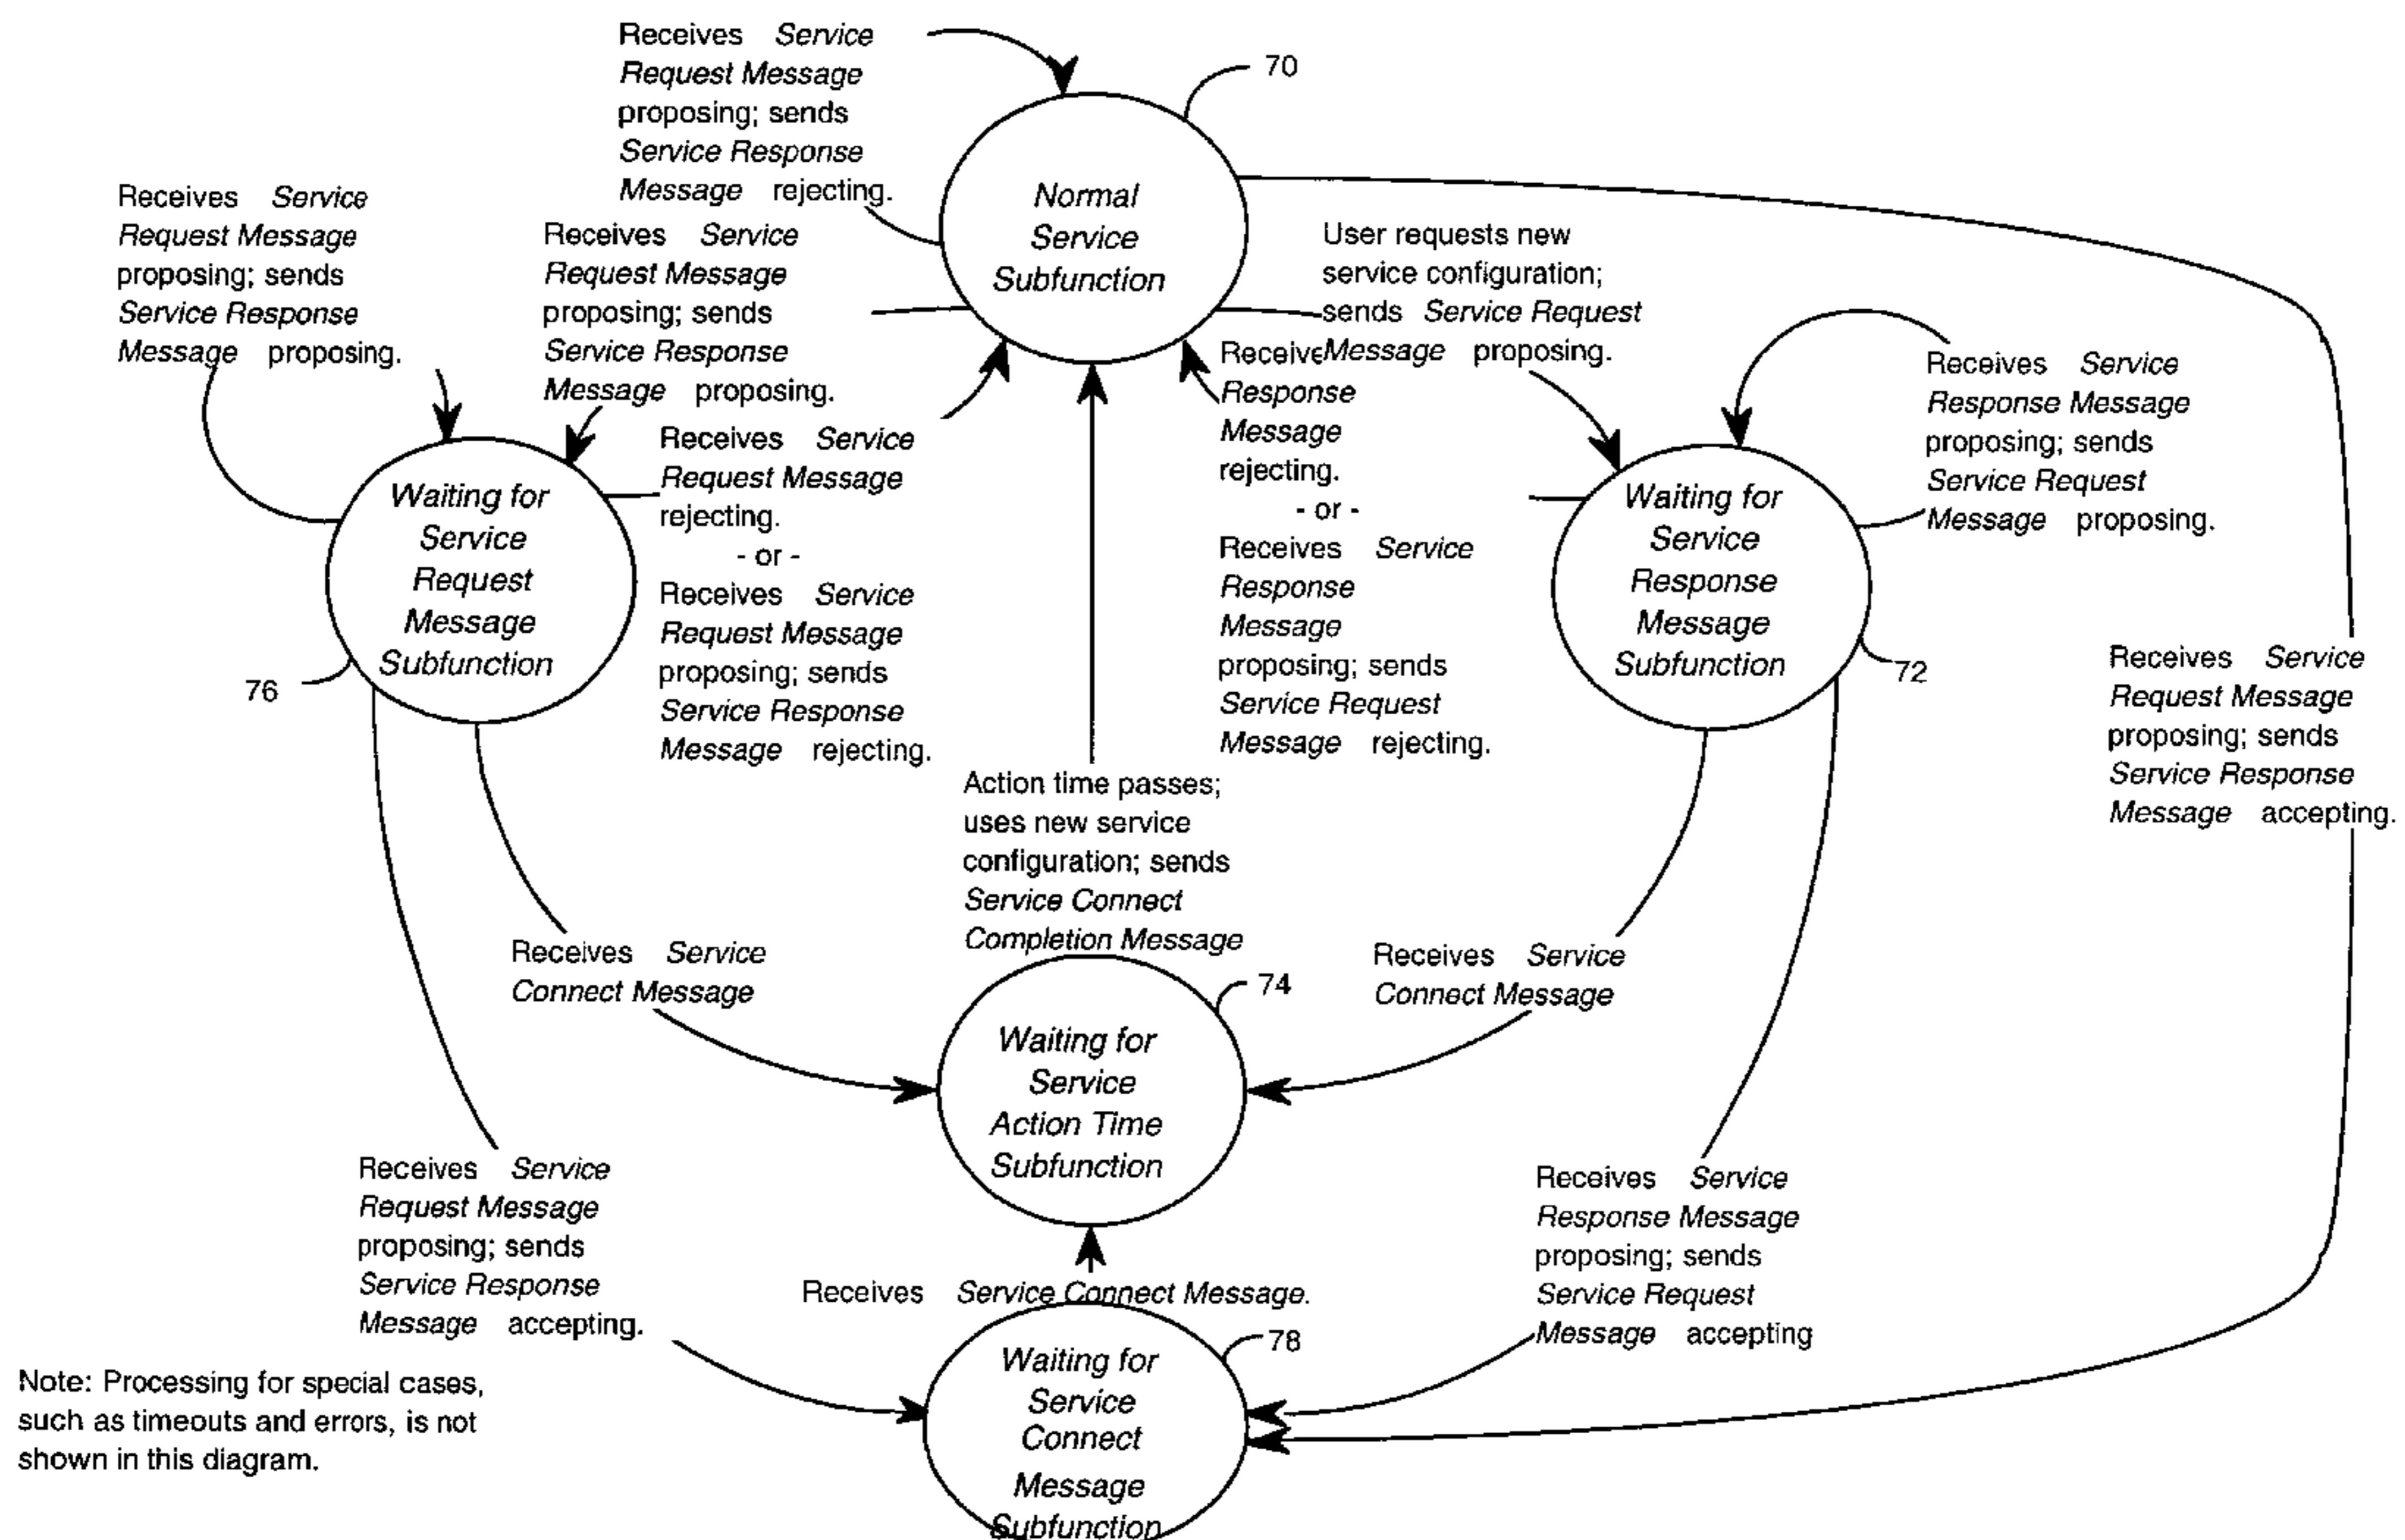 Receives Service
Request Message
proposing; sends
Service Response
Message rejecting.
70
Normal
Service
Subfunction
Receives Service
Request Message
proposing; sends
Service Response
Message proposing.
Receives Service
Request Message
proposing; sends
Service Response
Message proposing.
User requests new
service configuration;
sends Service Request
Message proposing.
Receive
Response
Message
rejecting.
- or -
Receives Service
Response
Message
proposing; sends
Service Request
Message rejecting.
Receives Service
Response Message
proposing; sends
Service Request
Message proposing.
Receives Service
Request Message
rejecting.
- or -
Receives Service
Request Message
proposing; sends
Service Response
Message rejecting.
Waiting for
Service
Request
Message
Subfunction
76
Waiting for
Service
Response
Message
Subfunction
72
Receives Service
Request Message
proposing; sends
Service Response
Message accepting.
Action time passes;
uses new service
configuration; sends
Service Connect
Completion Message
Receives Service
Connect Message
Receives Service
Connect Message
74
Waiting for
Service
Action Time
Subfunction
Receives Service
Request Message
proposing; sends
Service Response
Message accepting.
Receives Service
Response Message
proposing; sends
Service Request
Message accepting
Receives Service Connect Message.
78
Waiting for
Service
Connect
Message
Subfunction
Note: Processing for special cases,
such as timeouts and errors, is not
shown in this diagram.